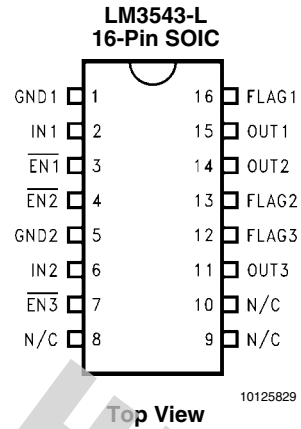 LM3543-L
16-Pin SOIC
GND1 1 16 FLAG1
IN1 2 15 OUT1
EN1 3 14 OUT2
EN2 4 13 FLAG2
GND2 5 12 FLAG3
IN2 6 11 OUT3
EN3 7 10 N/C
N/C 8 9 N/C
10125829
Top View